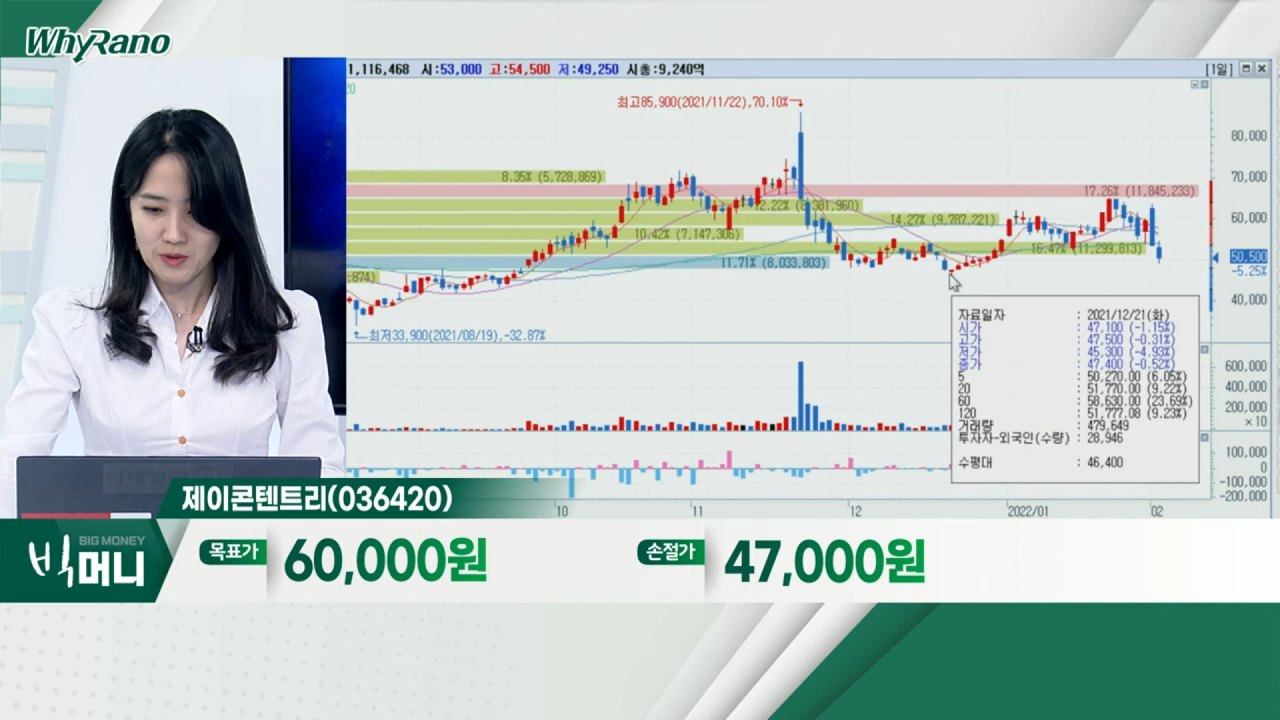 WhyRano
1,116,468 시:53,000 고:54,500 저:49,250 시총:9,240억
[1일]
20
최고85,900(2021/11/22),70.10%→
80,000
8.35% (5,728,869)
70,000
17.26% (11,845,233)
12.22% (8,381,960)
60,000
14.27% (9,787,221)
10.42% (7,147,306)
16.47% (11,299,813)
11.71% (8,033,803)
50,500
-5.25%
874)
40,000
←최저33,900(2021/08/19),-32.87%
자료일자 : 2021/12/21(화)
시가 : 47,100 (-1.15%)
고가 : 47,500 (-0.31%)
저가 : 45,300 (-4.93%)
종가 : 47,400 (-0.52%)
5 : 50,270.00 (6.05%)
20 : 51,770.00 (9.22%)
60 : 58,630.00 (23.69%)
120 : 51,777.08 (9.23%)
거래량 : 479,649
투자자-외국인(수량) : 28,946
수평대 : 46,400
600,000
400,000
200,000
×10
100,000
0
-100,000
-200,000
10 11 12 2022/01 02
제이콘텐트리(036420)
BIG MONEY
빅머니
목표가 60,000원
손절가 47,000원